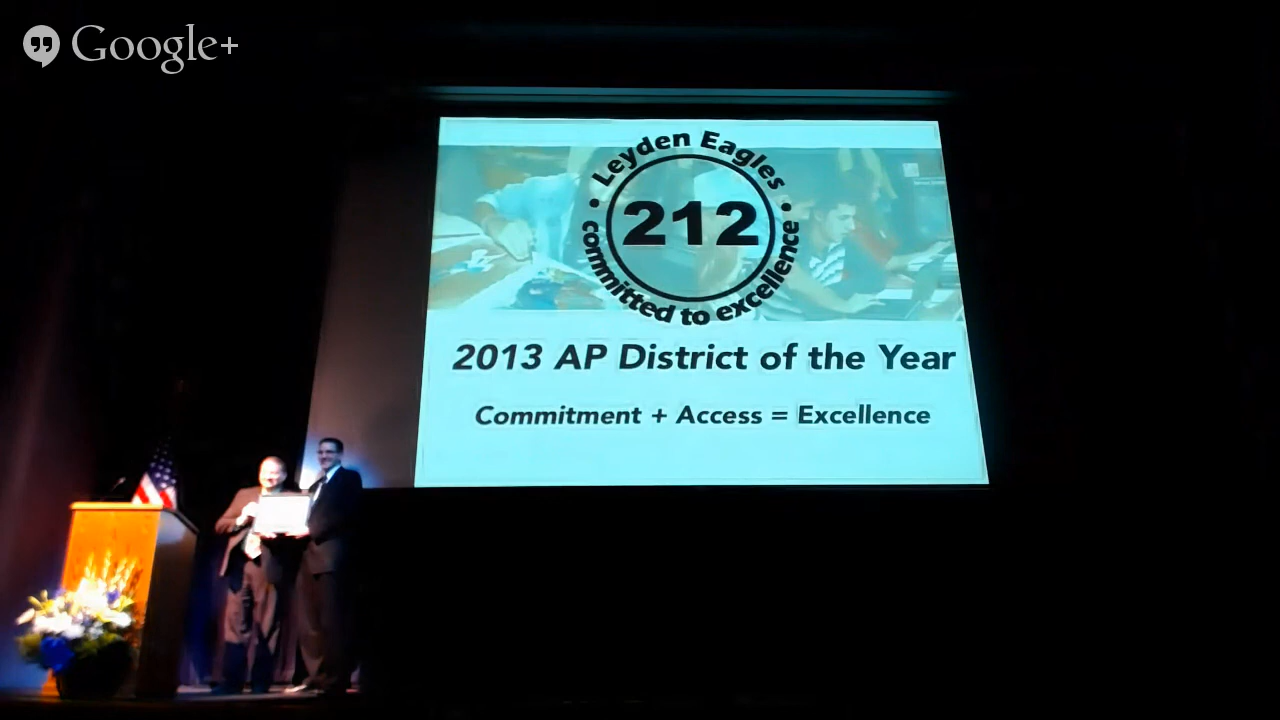 Google+
Leyden Eagles
212
committed to excellence
2013 AP District of the Year
Commitment + Access = Excellence